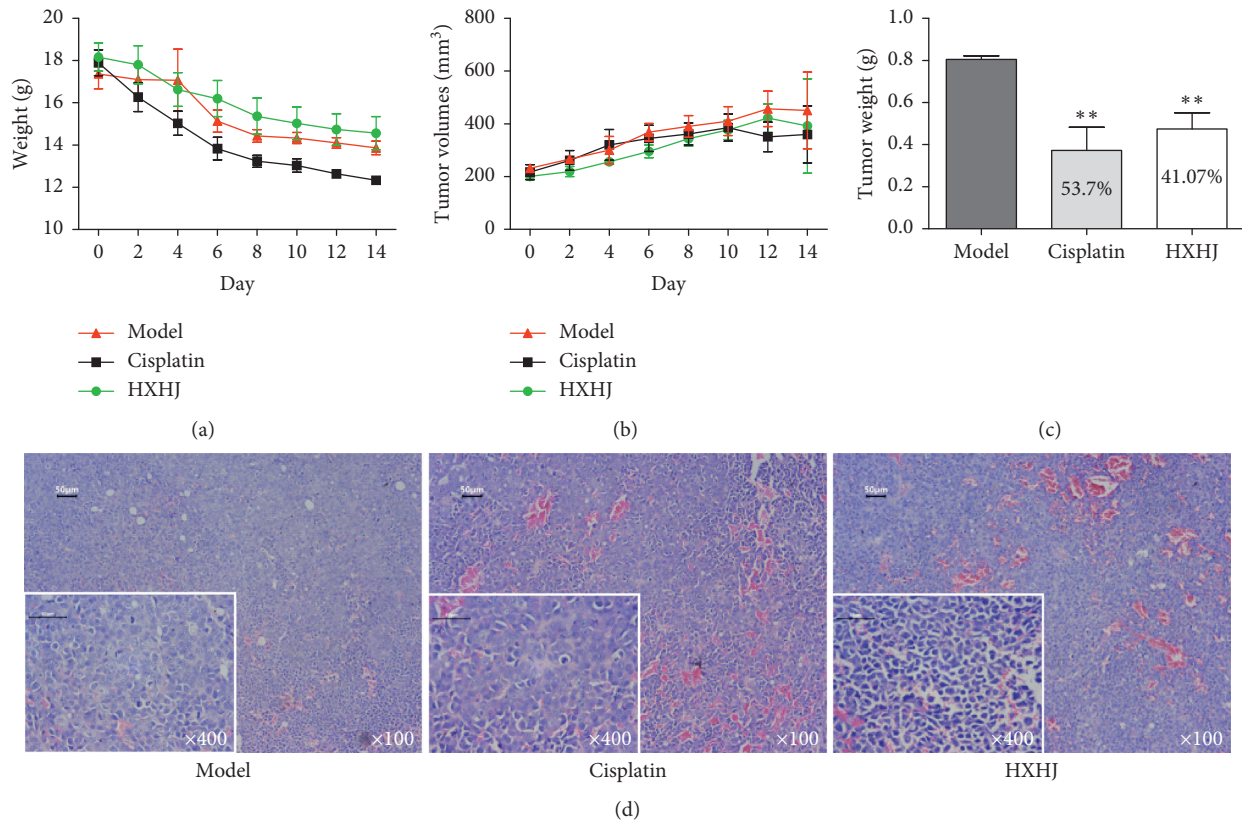 20
18
16
14
12
10
Weight (g)
0 2 4 6 8 10 12 14
Day
Model
Cisplatin
HXHJ
(a)
800
600
400
200
0
Tumor volumes (mm³)
0 2 4 6 8 10 12 14
Day
Model
Cisplatin
HXHJ
(b)
1.0
0.8
0.6
0.4
0.2
0.0
Tumor weight (g)
**
**
53.7%
41.07%
Model Cisplatin HXHJ
(c)
50μm
×400
×100
Model
50μm
×400
×100
Cisplatin
50μm
×400
×100
HXHJ
(d)